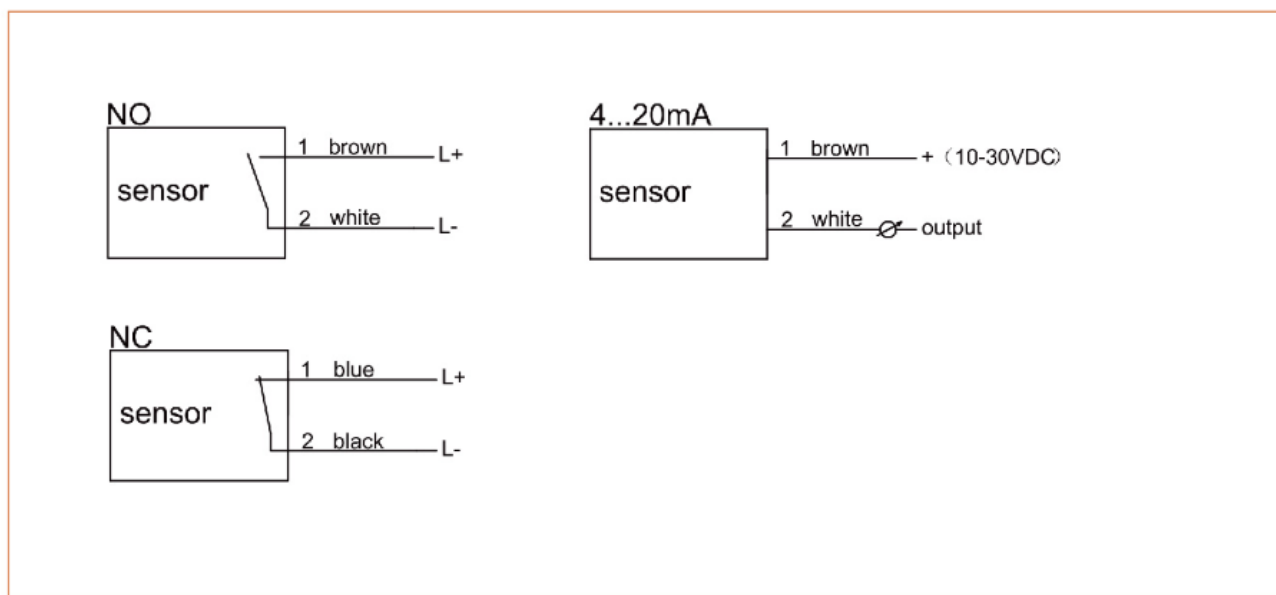 NO
sensor
1 brown L+
2 white L-
4...20mA
sensor
1 brown + （10-30VDC）
2 white output
NC
sensor
1 blue L+
2 black L-